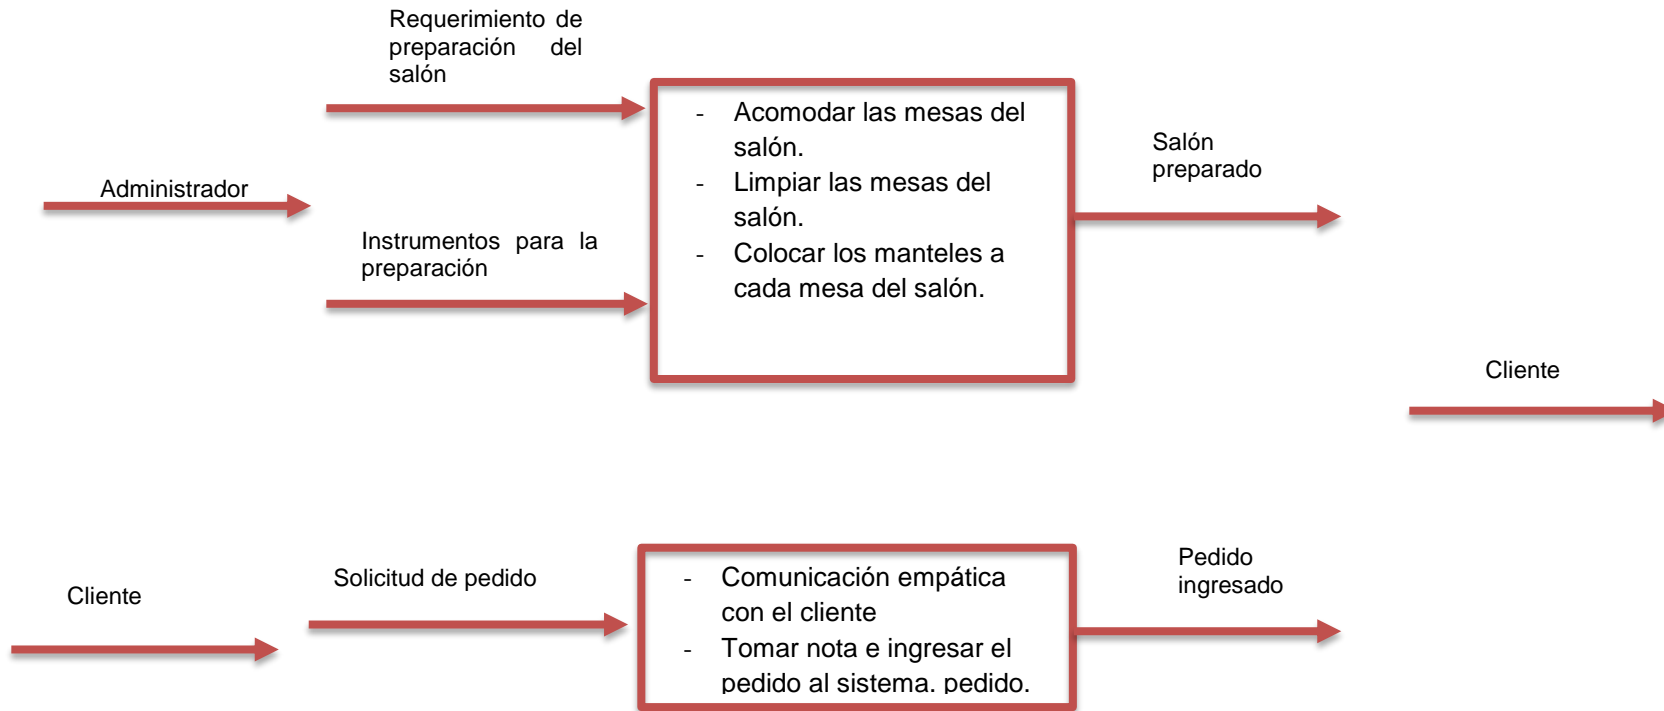 Requerimiento de
preparación del
salón
Administrador
Instrumentos para la
preparación
- Acomodar las mesas del
salón.
- Limpiar las mesas del
salón.
- Colocar los manteles a
cada mesa del salón.
Salón
preparado
Cliente
Cliente
Solicitud de pedido
- Comunicación empática
con el cliente
- Tomar nota e ingresar el
pedido al sistema. pedido.
Pedido
ingresado